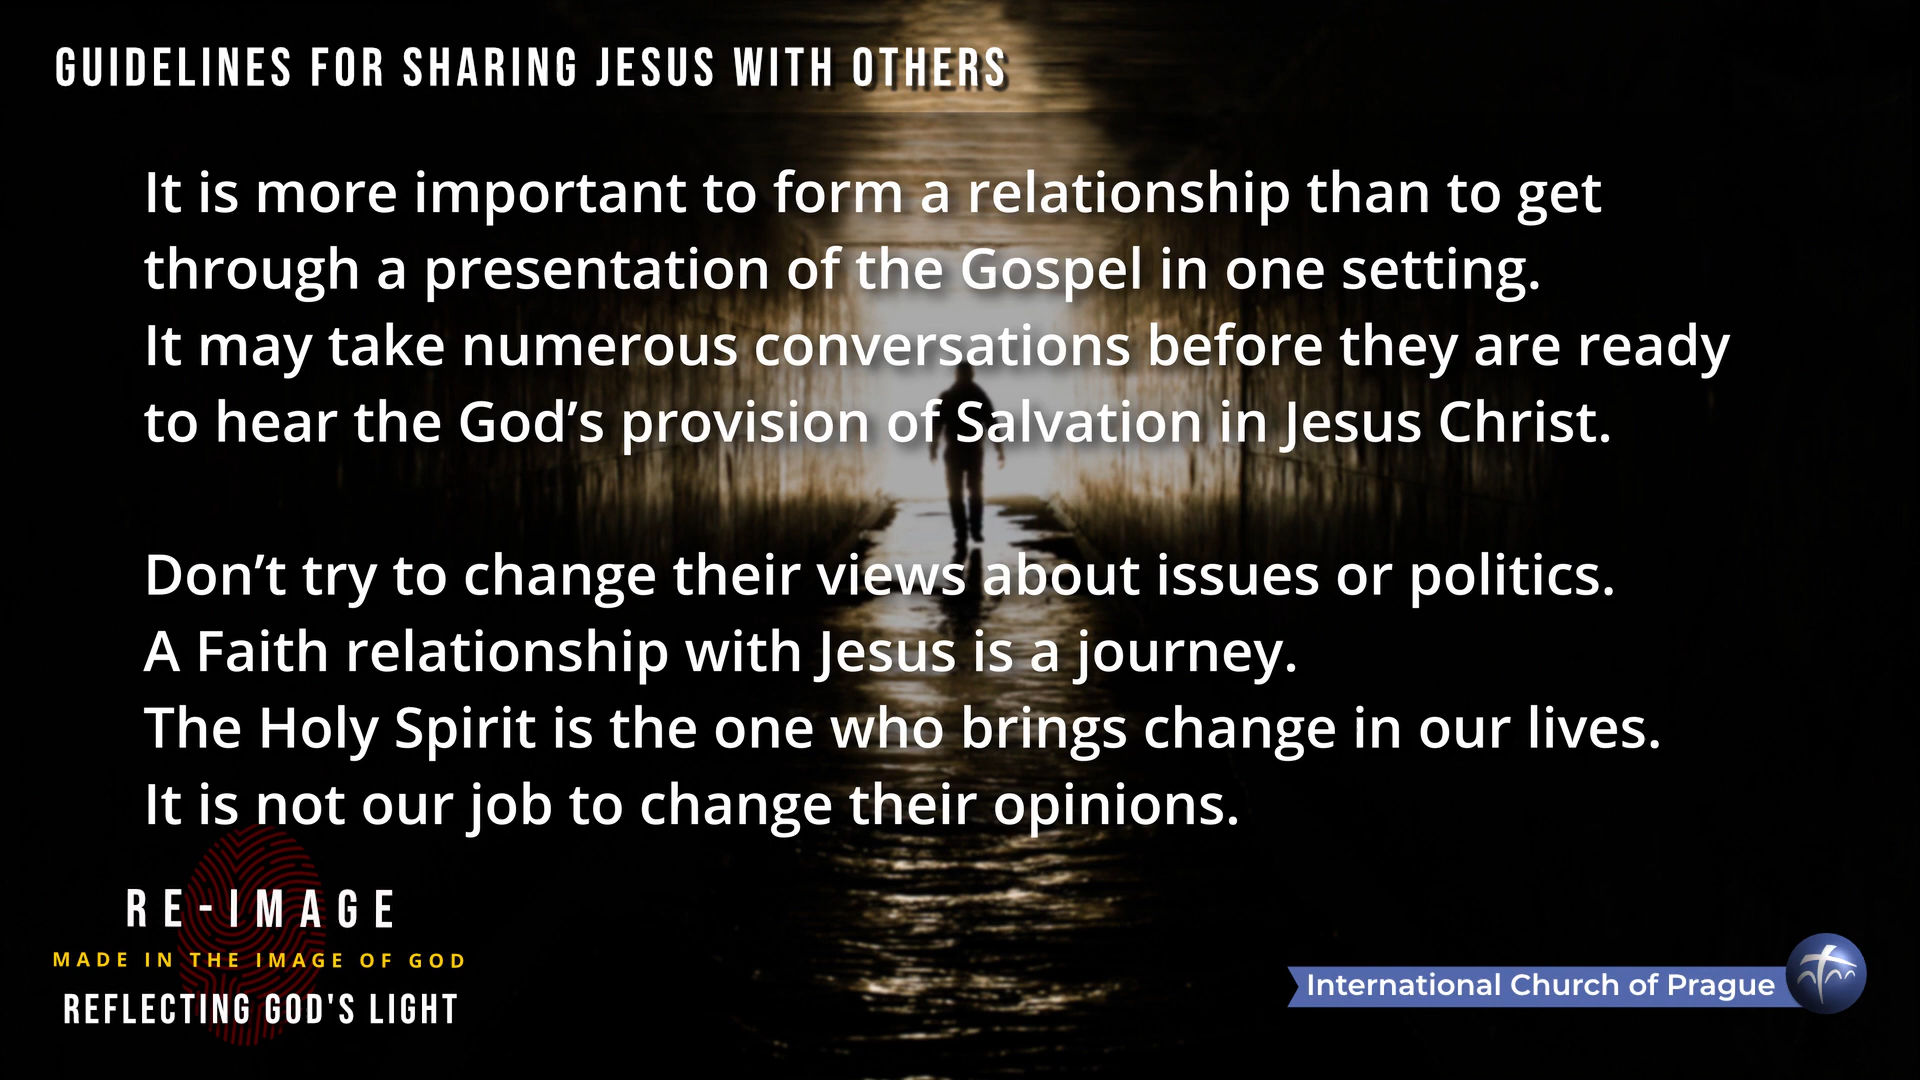 GUIDELINES FOR SHARING JESUS WITH OTHERS
It is more important to form a relationship than to get
through a presentation of the Gospel in one setting.
It may take numerous conversations before they are ready
to hear the God’s provision of Salvation in Jesus Christ.
Don’t try to change their views about issues or politics.
A Faith relationship with Jesus is a journey.
The Holy Spirit is the one who brings change in our lives.
It is not our job to change their opinions.
RE-IMAGE
MADE IN THE IMAGE OF GOD
REFLECTING GOD'S LIGHT
International Church of Prague